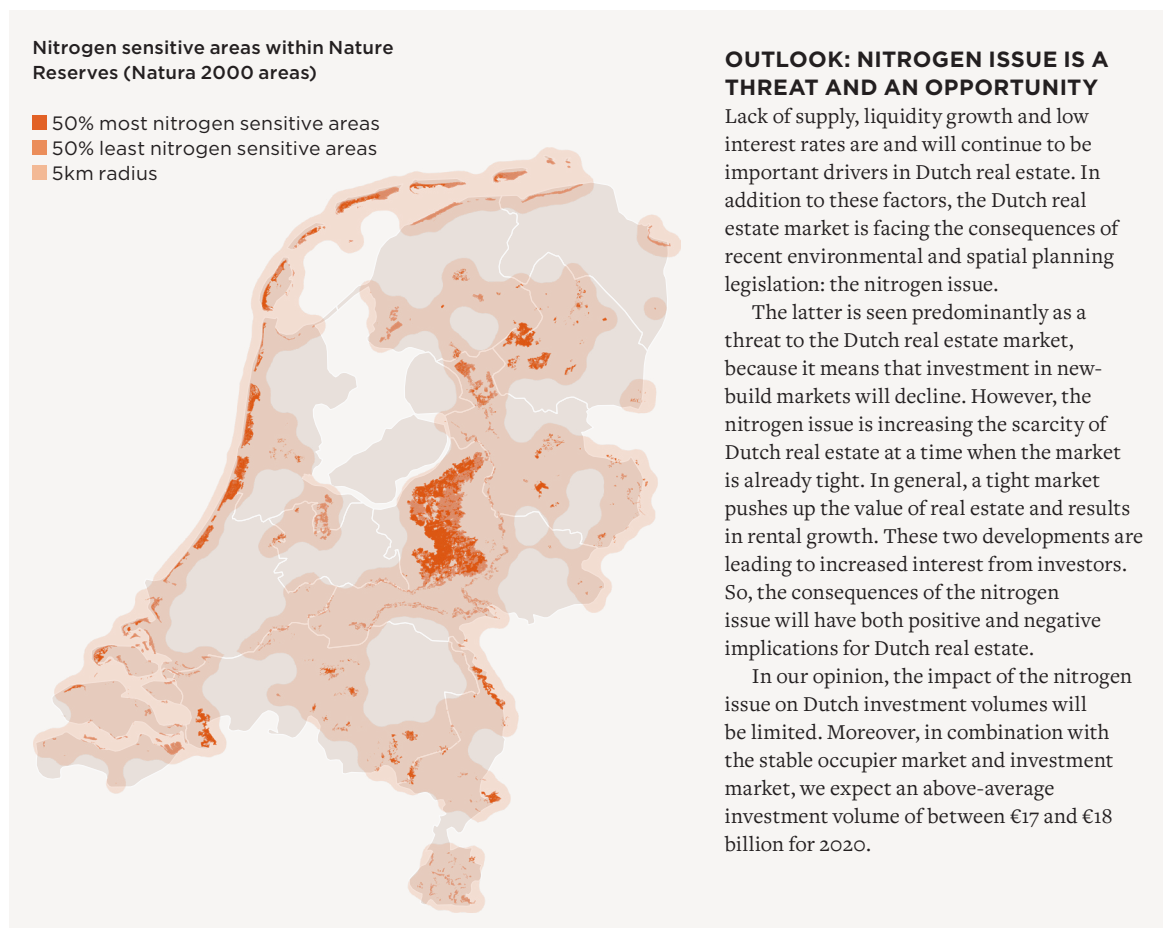 Nitrogen sensitive areas within Nature
Reserves (Natura 2000 areas)
50% most nitrogen sensitive areas
50% least nitrogen sensitive areas
5km radius
OUTLOOK: NITROGEN ISSUE IS A
THREAT AND AN OPPORTUNITY
Lack of supply, liquidity growth and low
interest rates are and will continue to be
important drivers in Dutch real estate. In
addition to these factors, the Dutch real
estate market is facing the consequences of
recent environmental and spatial planning
legislation: the nitrogen issue.
The latter is seen predominantly as a
threat to the Dutch real estate market,
because it means that investment in new-
build markets will decline. However, the
nitrogen issue is increasing the scarcity of
Dutch real estate at a time when the market
is already tight. In general, a tight market
pushes up the value of real estate and results
in rental growth. These two developments are
leading to increased interest from investors.
So, the consequences of the nitrogen
issue will have both positive and negative
implications for Dutch real estate.
In our opinion, the impact of the nitrogen
issue on Dutch investment volumes will
be limited. Moreover, in combination with
the stable occupier market and investment
market, we expect an above-average
investment volume of between €17 and €18
billion for 2020.